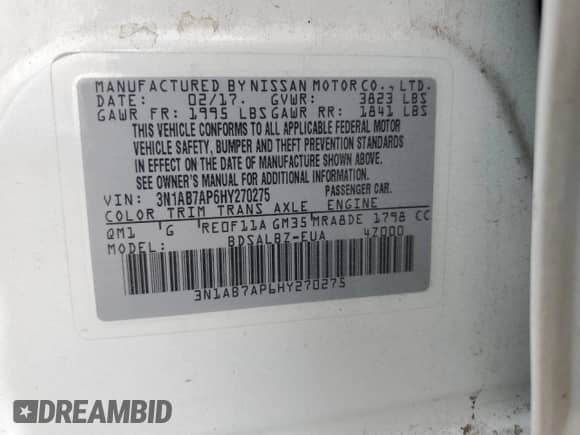 MANUFACTURED BY NISSAN MOTOR CO., LTD.
DATE: 02/17. GVWR: 3823 LBS
GAWR FR: 1995 LBS GAWR RR: 1841 LBS
THIS VEHICLE CONFORMS TO ALL APPLICABLE FEDERAL MOTOR
VEHICLE SAFETY, BUMPER AND THEFT PREVENTION STANDARDS
IN EFFECT ON THE DATE OF MANUFACTURE SHOWN ABOVE.
SEE OWNER'S MANUAL FOR ADDITIONAL INFORMATION.
VIN: 3N1AB7AP6HY270275 PASSENGER CAR.
COLOR TRIM TRANS AXLE ENGINE
QM1 G RE0F11A GM35 MRA8DE 1798 CC
BDSALBZ-EUA 4Z000
3N1AB7AP6HY270275
DREAMBID